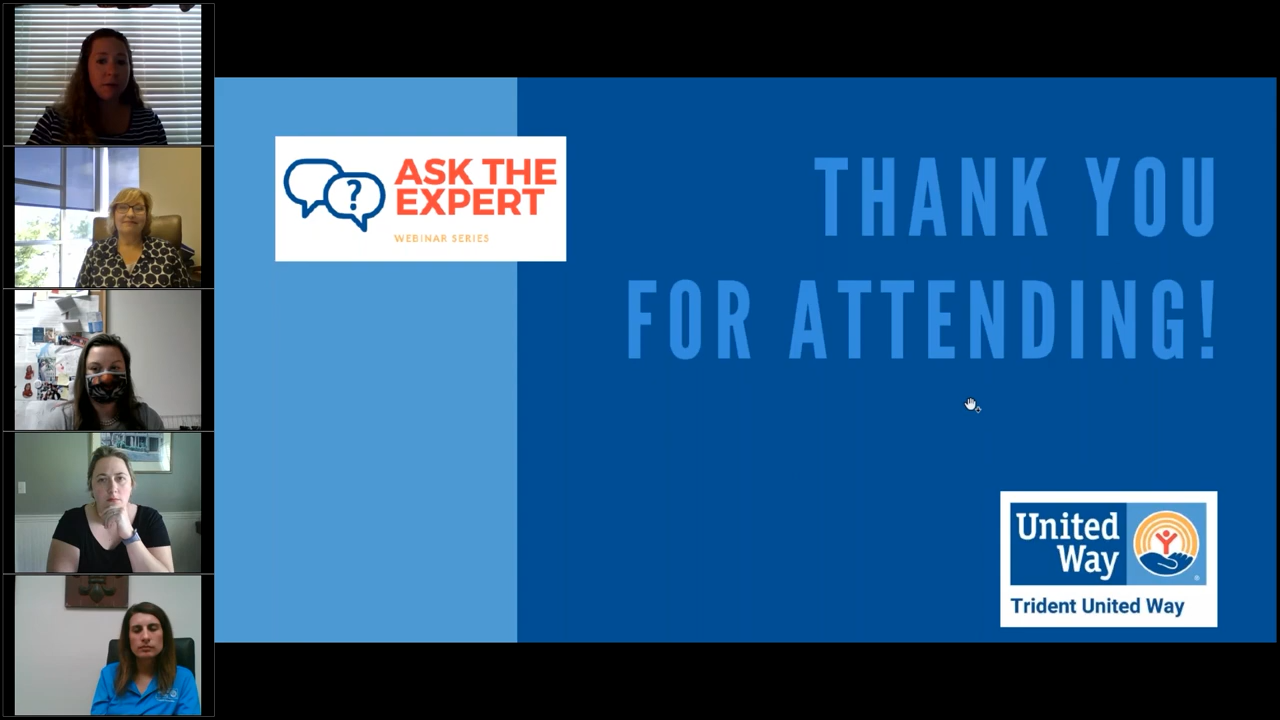 ASK THE
EXPERT
WEBINAR SERIES
?
THANK YOU
FOR ATTENDING!
United
Way
®
Trident United Way